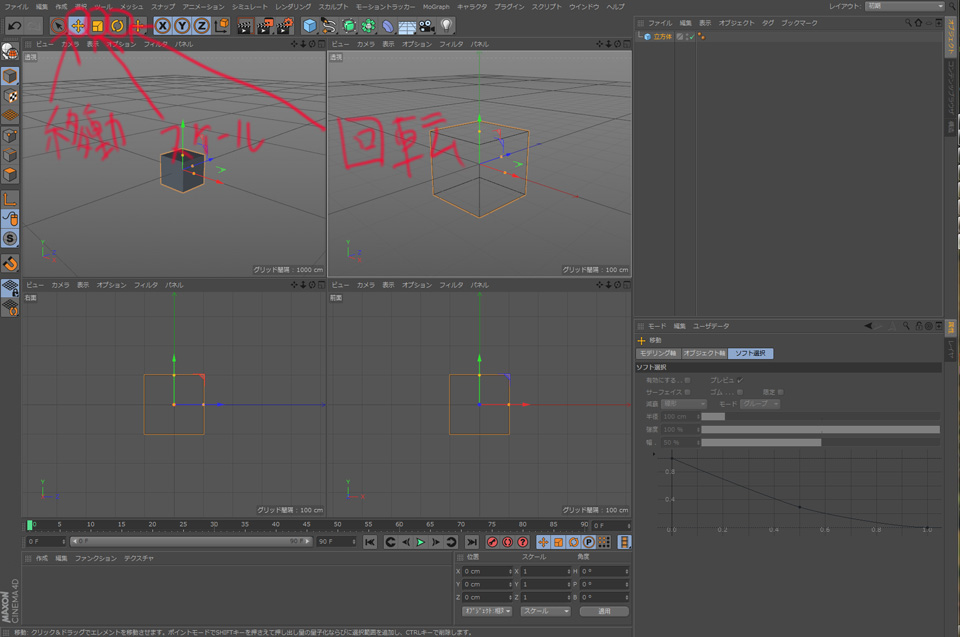 ファイル 編集 作成 選択 ツール メッシュ スナップ アニメーション シミュレート レンダリング スカルプト モーショントラッカー MoGraph キャラクタ プラグイン スクリプト ウインドウ ヘルプ
レイアウト: 初期
ファイル 編集 表示 オブジェクト タグ ブックマーク
立方体
オブジェクト
ビュー カメラ 表示 オプション フィルタ パネル
透視
移動
スケール
グリッド間隔 : 1000 cm
ビュー カメラ 表示 オプション フィルタ パネル
透視
回転
グリッド間隔 : 100 cm
ビュー カメラ 表示 オプション フィルタ パネル
右面
グリッド間隔 : 100 cm
ビュー カメラ 表示 オプション フィルタ パネル
前面
グリッド間隔 : 100 cm
モード 編集 ユーザデータ
属性
レイヤ
移動
モデリング軸 オブジェクト軸 ソフト選択
ソフト選択
有効にする... プレビュー
サーフェイス ゴム... 限定
減衰 線形 モード グループ
半径 100 cm
強度 100 %
幅 . 50 %
0.8
0.4
0.0 0.2 0.4 0.6 0.8 1.0
0 5 10 15 20 25 30 35 40 45 50 55 60 65 70 75 80 85 90 0 F
0 F 0 F 90 F 90 F
作成 編集 ファンクション テクスチャ
位置 スケール 角度
X 0 cm X 1 H 0 °
Y 0 cm Y 1 P 0 °
Z 0 cm Z 1 B 0 °
オブジェクト 相対 スケール 適用
MAXON
CINEMA4D
移動: クリック&ドラッグでエレメントを移動させます。ポイントモードでSHIFTキーを押さえて押し出し量の量子化ならびに選択範囲を追加し、CTRLキーで削除します。